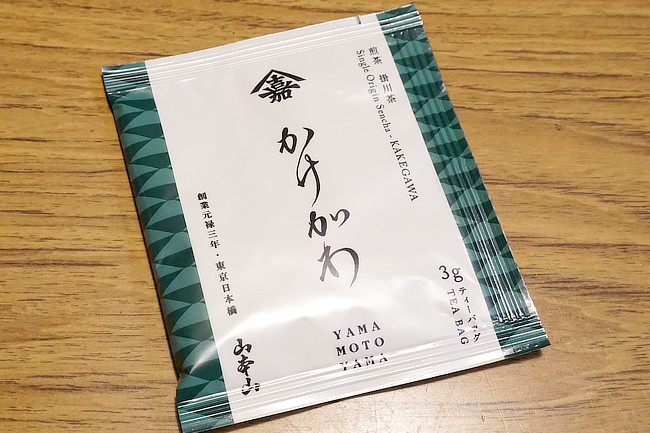 煎茶 掛川茶
Single Origin Sencha - KAKEGAWA
嘉
かけがわ
創業元禄三年・東京日本橋
山本山
3g
ティーバッグ
TEA BAG
YAMA
MOTO
YAMA